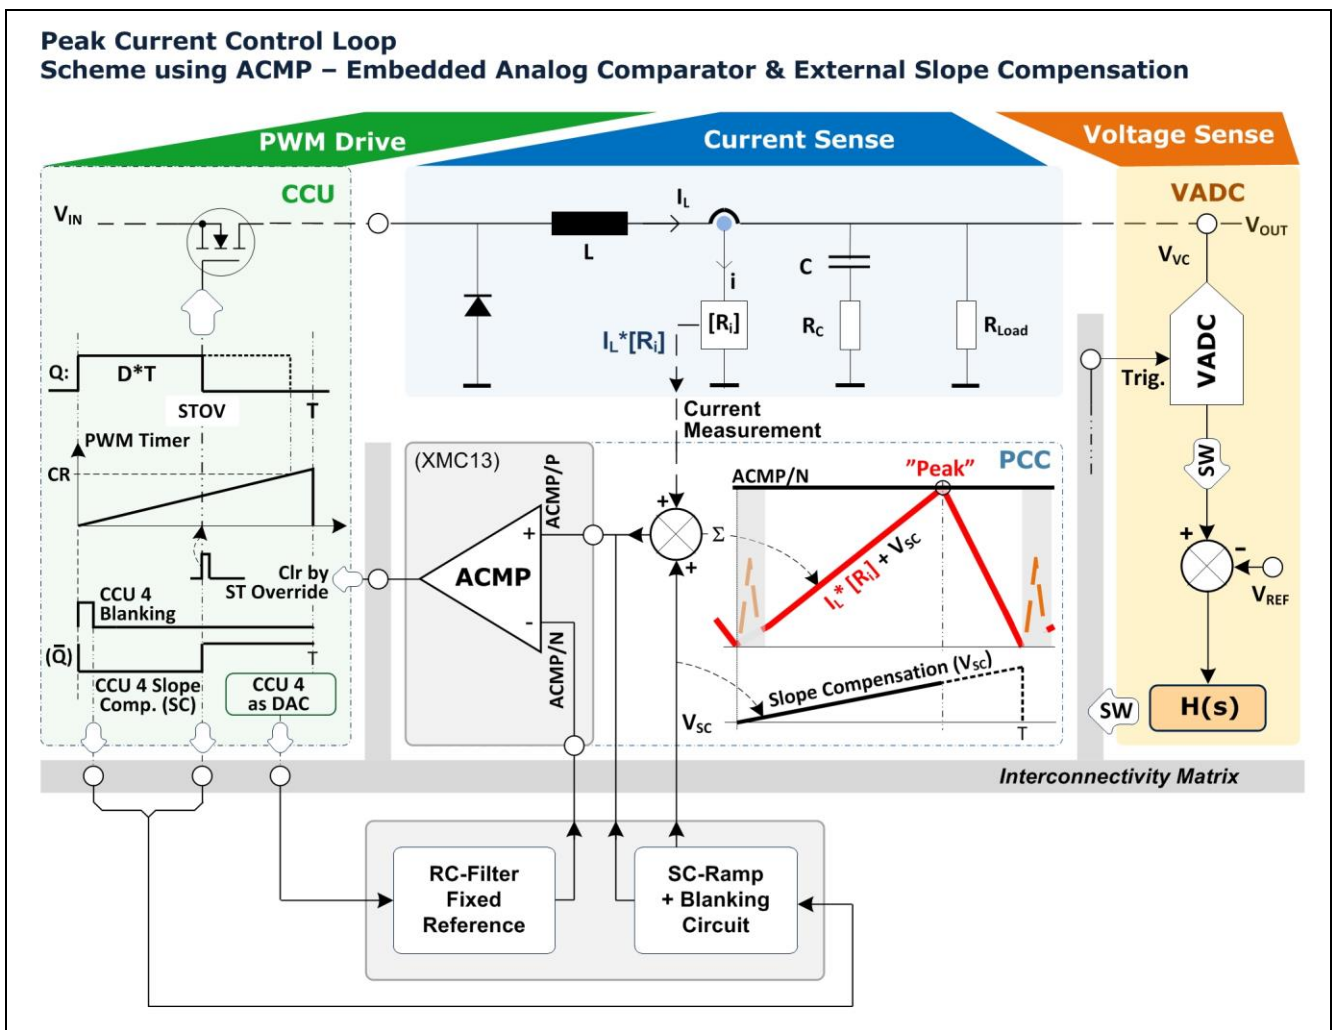 Peak Current Control Loop
Scheme using ACMP – Embedded Analog Comparator & External Slope Compensation
PWM Drive
Current Sense
Voltage Sense
CCU
VADC
V_IN
I_L
L
i
[R_i]
I_L*[R_i]
C
R_C
R_Load
V_OUT
V_VC
VADC
Trig.
SW
Q:
D*T
STOV
T
PWM Timer
CR
Current
Measurement
(XMC13)
ACMP/P
PCC
ACMP/N
"Peak"
+
+
Σ
I_L* [R_i] + V_SC
+
ACMP
-
ACMP/N
Clr by
ST Override
CCU 4
Blanking
(Q̅)
T
CCU 4 Slope
Comp. (SC)
CCU 4
as DAC
Slope Compensation (V_SC)
V_SC
T
+
-
V_REF
SW
H(s)
Interconnectivity Matrix
RC-Filter
Fixed
Reference
SC-Ramp
+ Blanking
Circuit